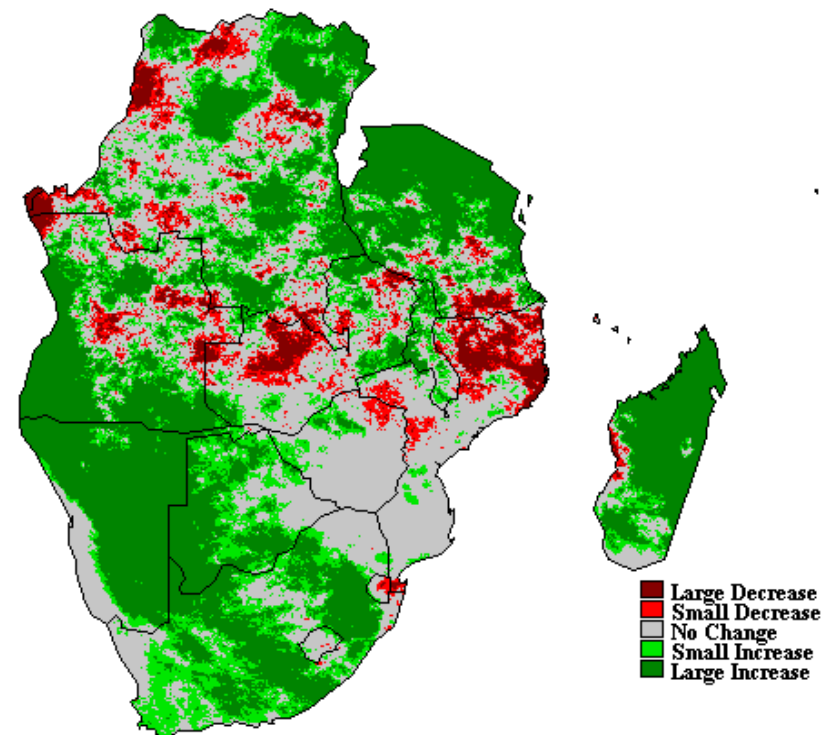 Large Decrease
Small Decrease
No Change
Small Increase
Large Increase